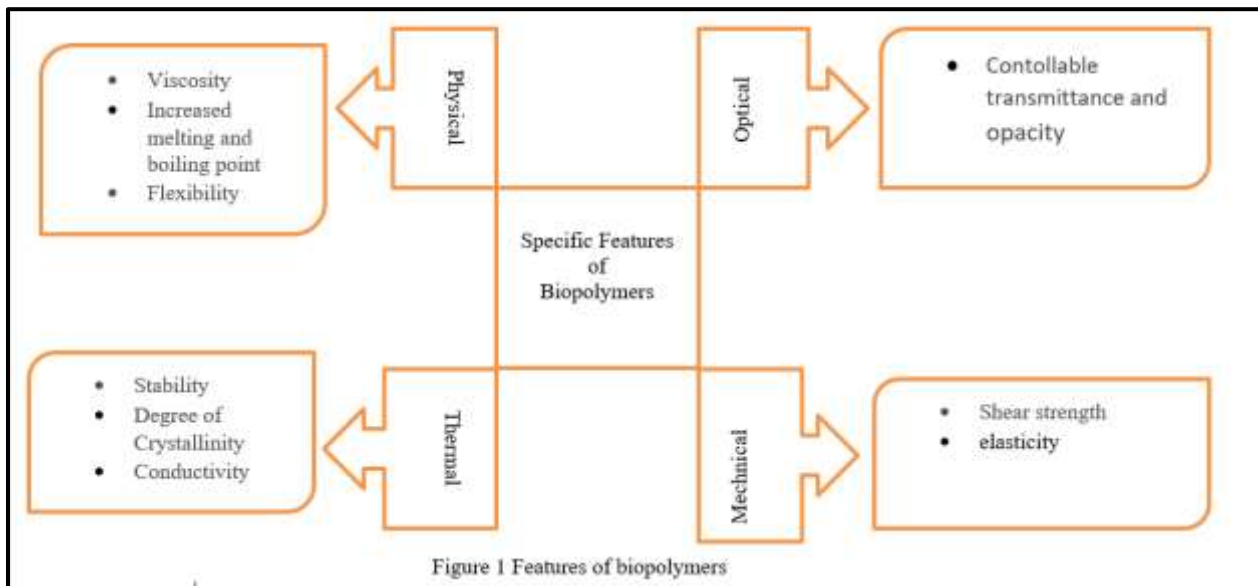 Physical
• Viscosity
• Increased
melting and
boiling point
• Flexibility
Optical
• Contollable
transmittance and
opacity
Specific Features
of
Biopolymers
Thermal
• Stability
• Degree of
Crystallinity
• Conductivity
Mechnical
• Shear strength
• elasticity
Figure 1 Features of biopolymers